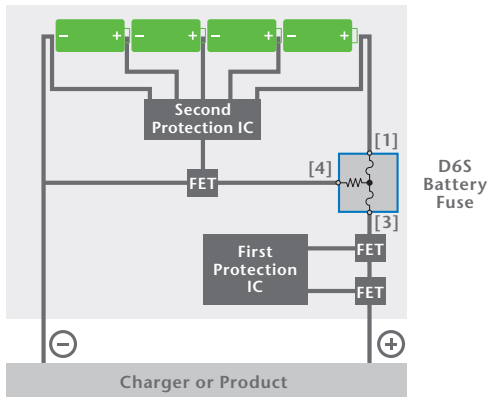 − + − + − + − +
Second
Protection IC
[1]
[4]
FET
D6S
Battery
Fuse
[3]
First
Protection
IC
FET
FET
− +
Charger or Product